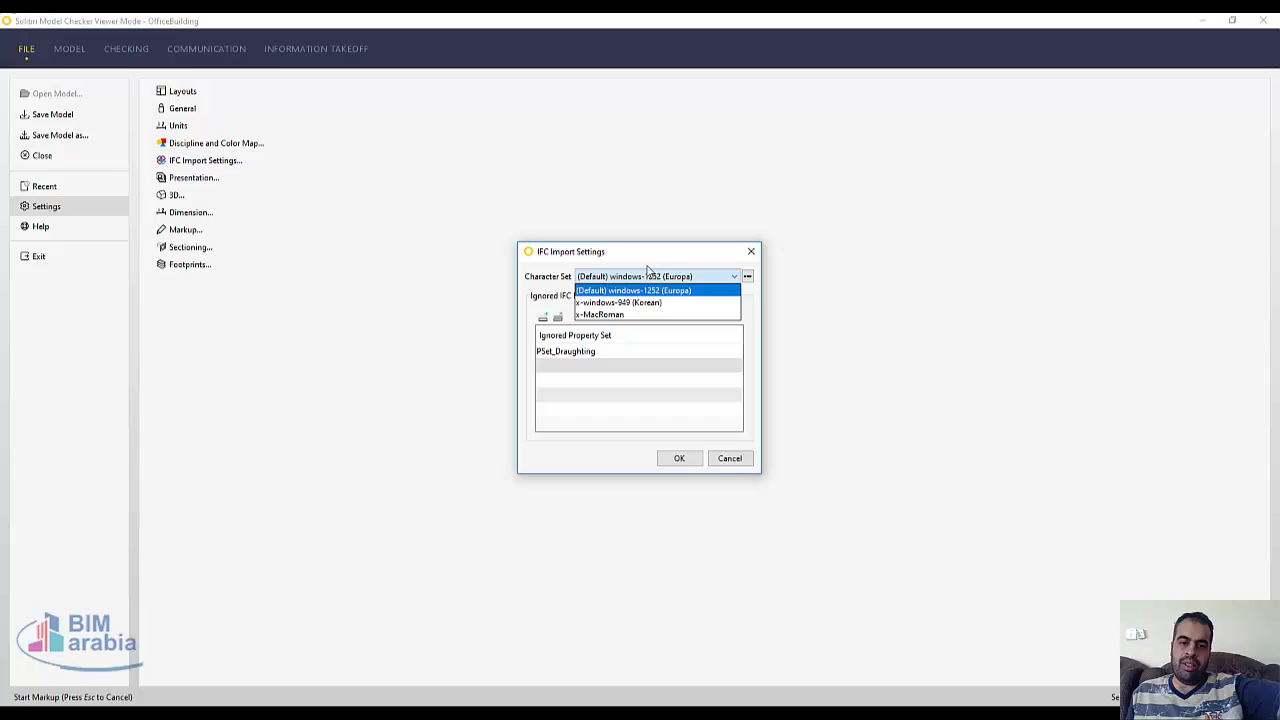 Solibri Model Checker Viewer Mode - OfficeBuilding
FILE MODEL CHECKING COMMUNICATION INFORMATION TAKEOFF
Open Model...
Save Model
Save Model as...
Close
Recent
Settings
Help
Exit
Layouts
General
Units
Discipline and Color Map...
IFC Import Settings...
Presentation...
3D...
Dimension...
Markup...
Sectioning...
Footprints...
IFC Import Settings
Character Set (Default) windows-1252 (Europa)
(Default) windows-1252 (Europa)
x-windows-949 (Korean)
x-MacRoman
Ignored IFC
Ignored Property Set
PSet_Draughting
OK Cancel
BIM
arabia
Start Markup (Press Esc to Cancel)